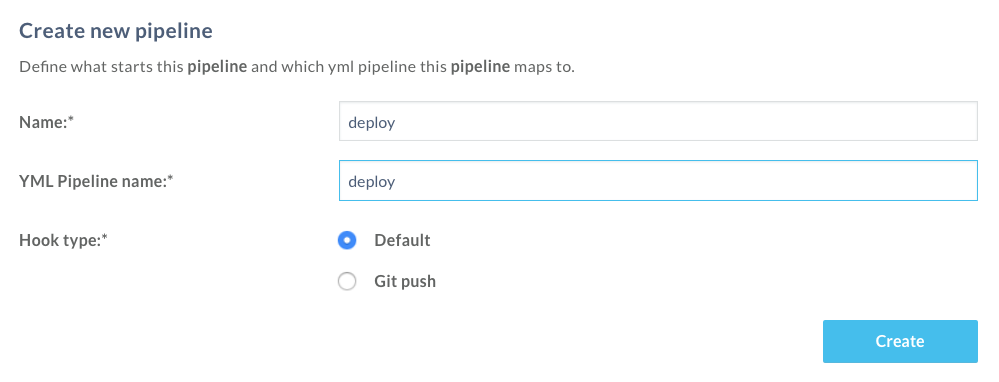 Create new pipeline
Define what starts this pipeline and which yml pipeline this pipeline maps to.
Name:* deploy
YML Pipeline name:* deploy
Hook type:* Default
Git push
Create